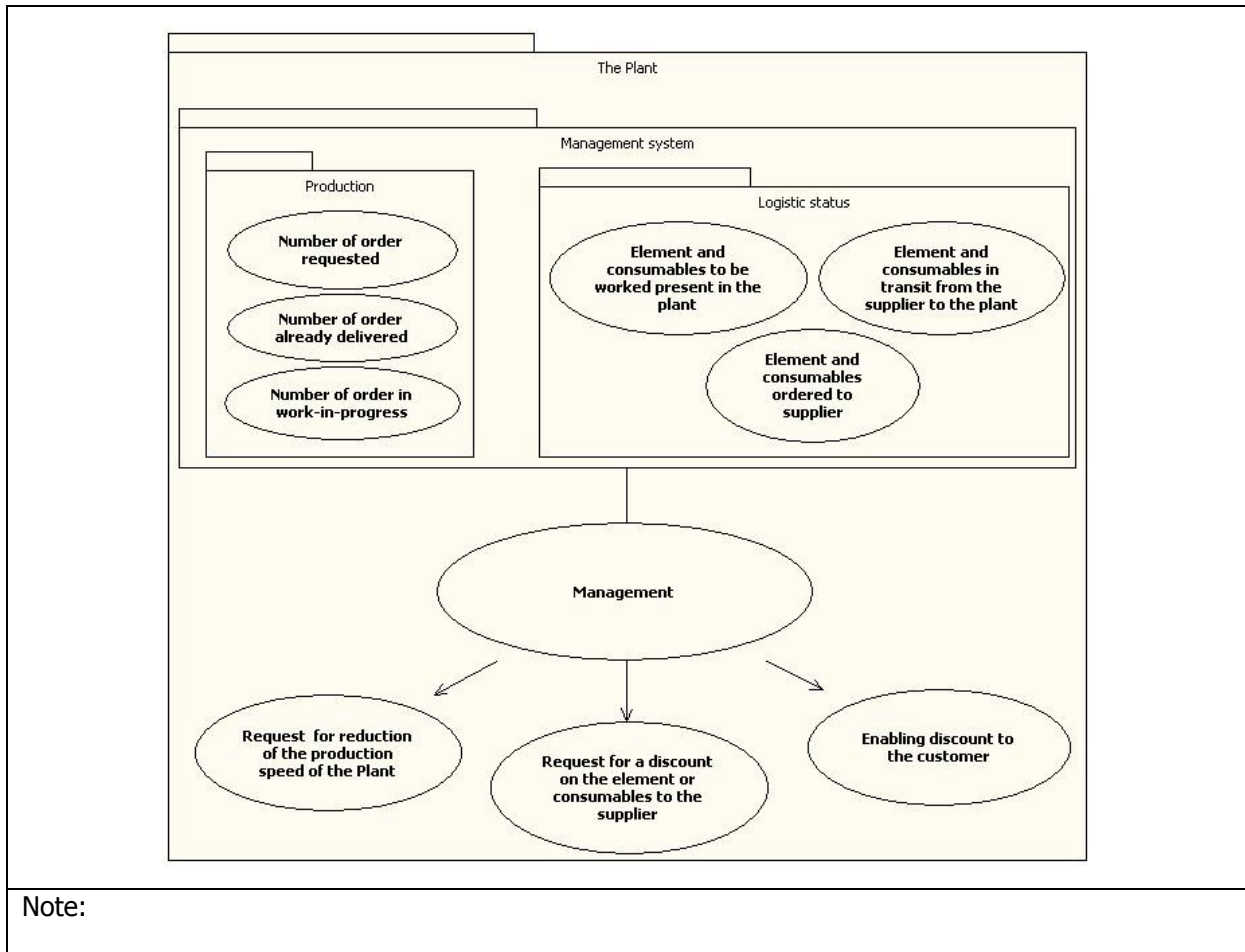 The Plant
Management system
Production
Number of order
requested
Number of order
already delivered
Number of order in
work-in-progress
Logistic status
Element and
consumables to be
worked present in the
plant
Element and
consumables in
transit from the
supplier to the plant
Element and
consumables
ordered to
supplier
Management
Request for reduction
of the production
speed of the Plant
Request for a discount
on the element or
consumables to the
supplier
Enabling discount to
the customer
Note: